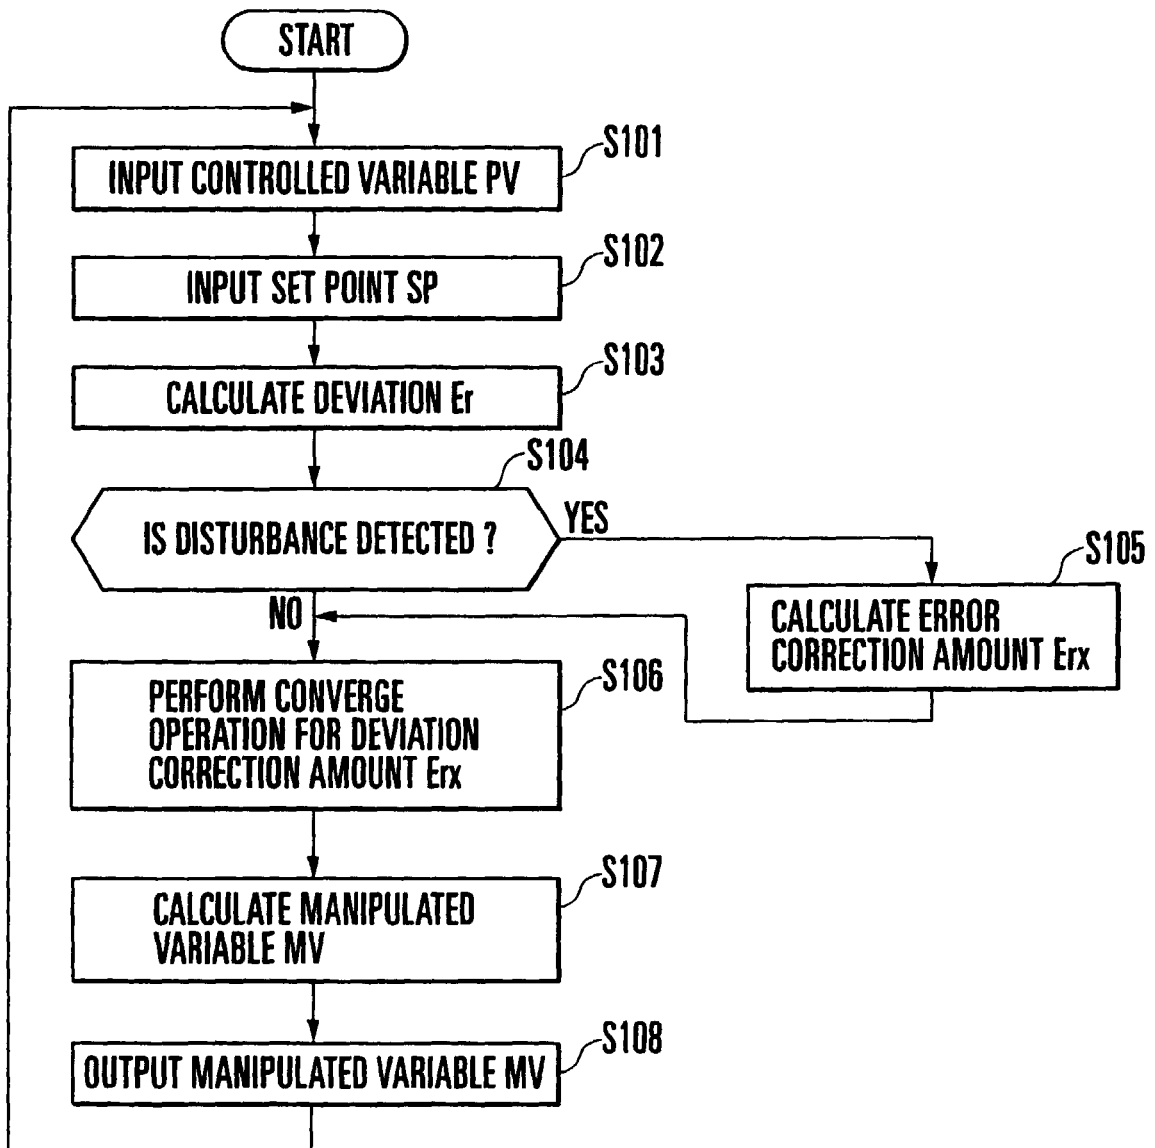 START
S101
INPUT CONTROLLED VARIABLE PV
S102
INPUT SET POINT SP
S103
CALCULATE DEVIATION Er
S104
IS DISTURBANCE DETECTED ?
YES
NO
S105
CALCULATE ERROR
CORRECTION AMOUNT Erx
S106
PERFORM CONVERGE
OPERATION FOR DEVIATION
CORRECTION AMOUNT Erx
S107
CALCULATE MANIPULATED
VARIABLE MV
S108
OUTPUT MANIPULATED VARIABLE MV